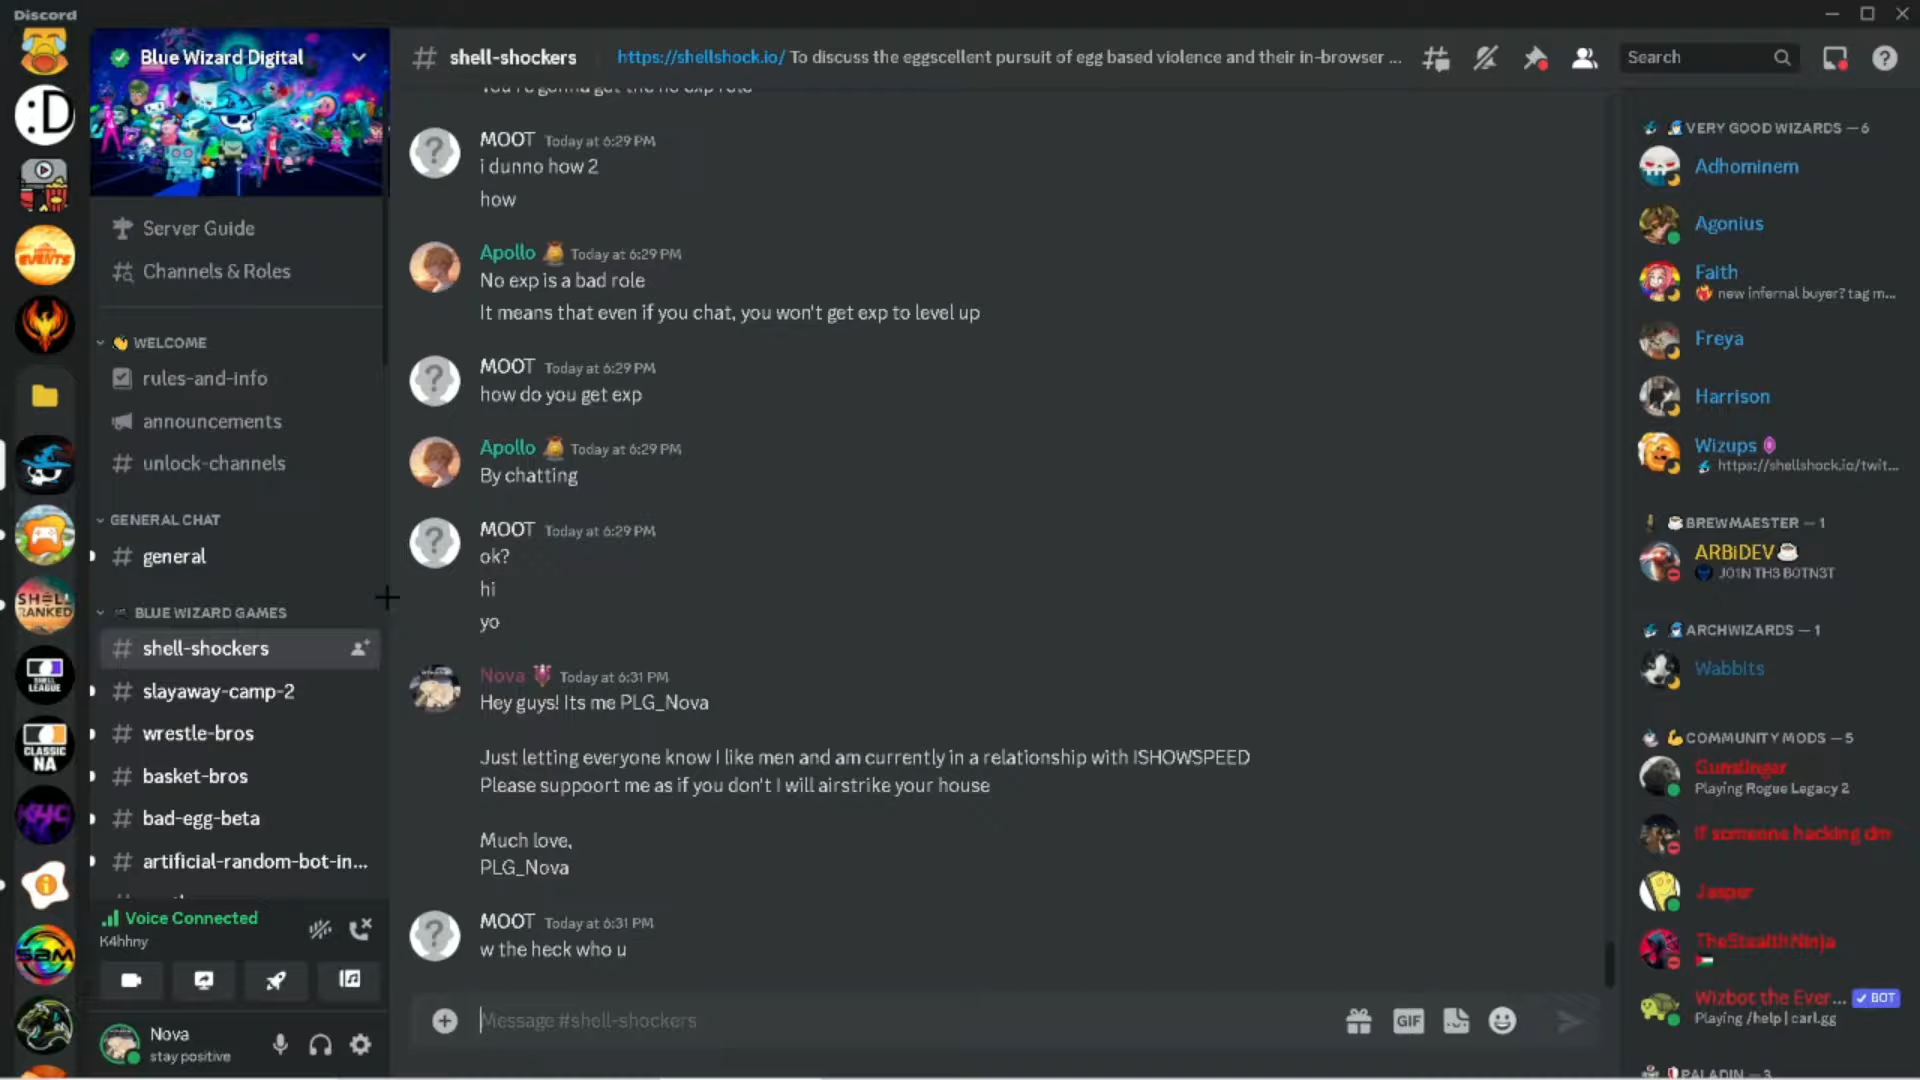 Discord
Blue Wizard Digital
Server Guide
Channels & Roles
WELCOME
rules-and-info
announcements
unlock-channels
GENERAL CHAT
general
BLUE WIZARD GAMES
shell-shockers
slayaway-camp-2
wrestle-bros
basket-bros
bad-egg-beta
artificial-random-bot-in...
Voice Connected
K4hhny
Nova
stay positive
:D
EVENTS
SHELL
RANKED
SHELL
LEAGUE
CLASSIC
NA
K4C
SBM
shell-shockers
https://shellshock.io/ To discuss the eggscellent pursuit of egg based violence and their in-browser ...
Search
You're gonna get the no exp role
MOOT Today at 6:29 PM
i dunno how 2
how
Apollo Today at 6:29 PM
No exp is a bad role
It means that even if you chat, you won't get exp to level up
MOOT Today at 6:29 PM
how do you get exp
Apollo Today at 6:29 PM
By chatting
MOOT Today at 6:29 PM
ok?
hi
yo
Nova Today at 6:31 PM
Hey guys! Its me PLG_Nova
Just letting everyone know I like men and am currently in a relationship with ISHOWSPEED
Please suppoort me as if you don't I will airstrike your house
Much love,
PLG_Nova
MOOT Today at 6:31 PM
w the heck who u
Message #shell-shockers
GIF
VERY GOOD WIZARDS — 6
Adhominem
Agonius
Faith
new infernal buyer? tag m...
Freya
Harrison
Wizups
https://shellshock.io/twit...
BREWMAESTER — 1
ARBiDEV
J01N TH3 B0TN3T
ARCHWIZARDS — 1
Wabbits
COMMUNITY MODS — 5
Gunslinger
Playing Rogue Legacy 2
If someone hacking dm
Jasper
TheStealthNinja
Wizbot the Ever... BOT
Playing /help | carl.gg
PALADIN — 3